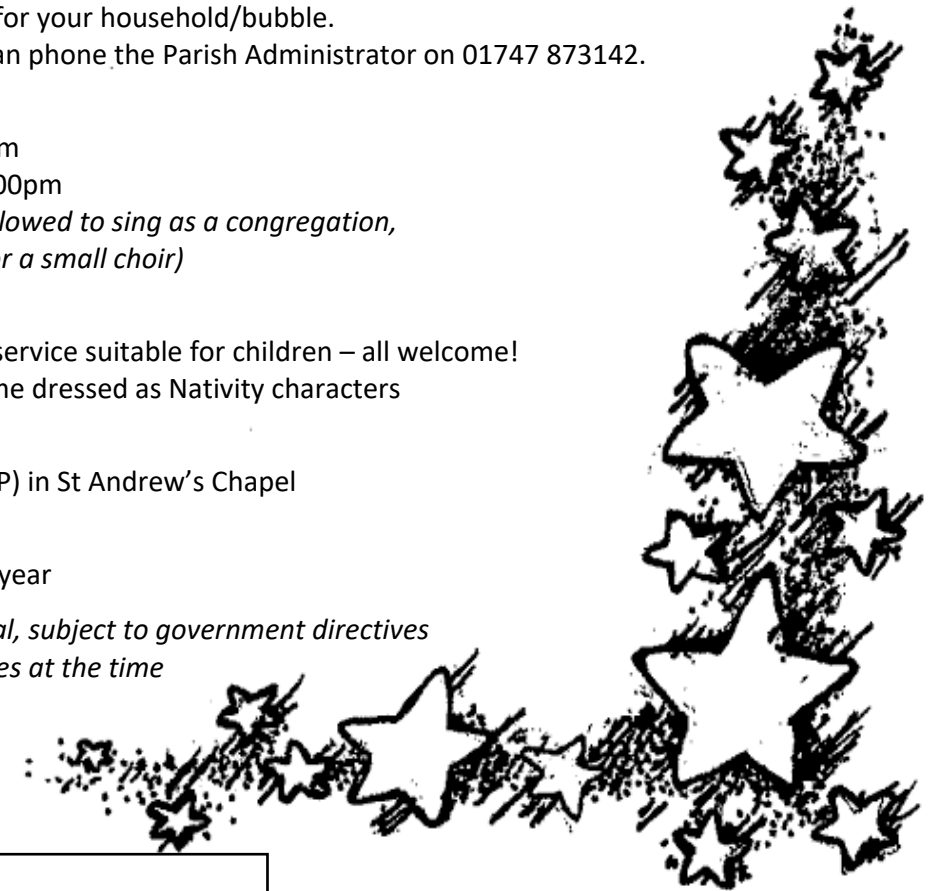 for your household/bubble.
an phone the Parish Administrator on 01747 873142.
m
00pm
lowed to sing as a congregation,
r a small choir)
service suitable for children – all welcome!
ne dressed as Nativity characters
P) in St Andrew's Chapel
year
al, subject to government directives
es at the time